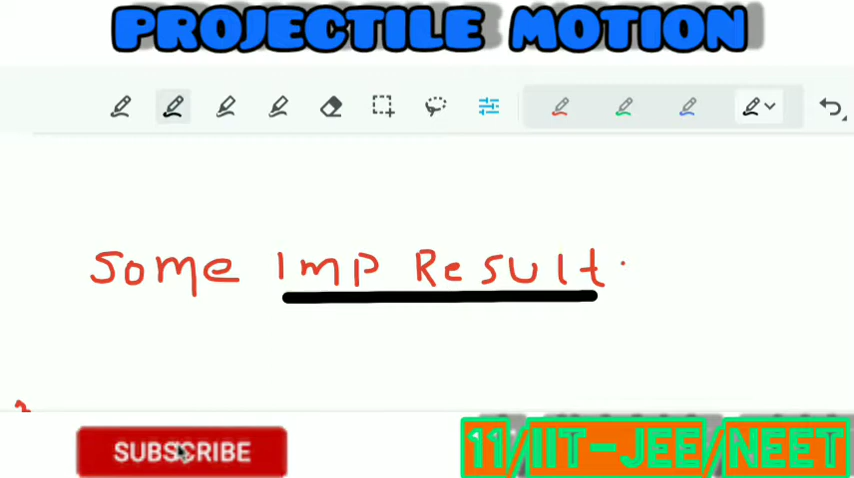 PROJECTILE MOTION
Some Imp Result.
SUBSCRIBE
11/IIT-JEE/NEET